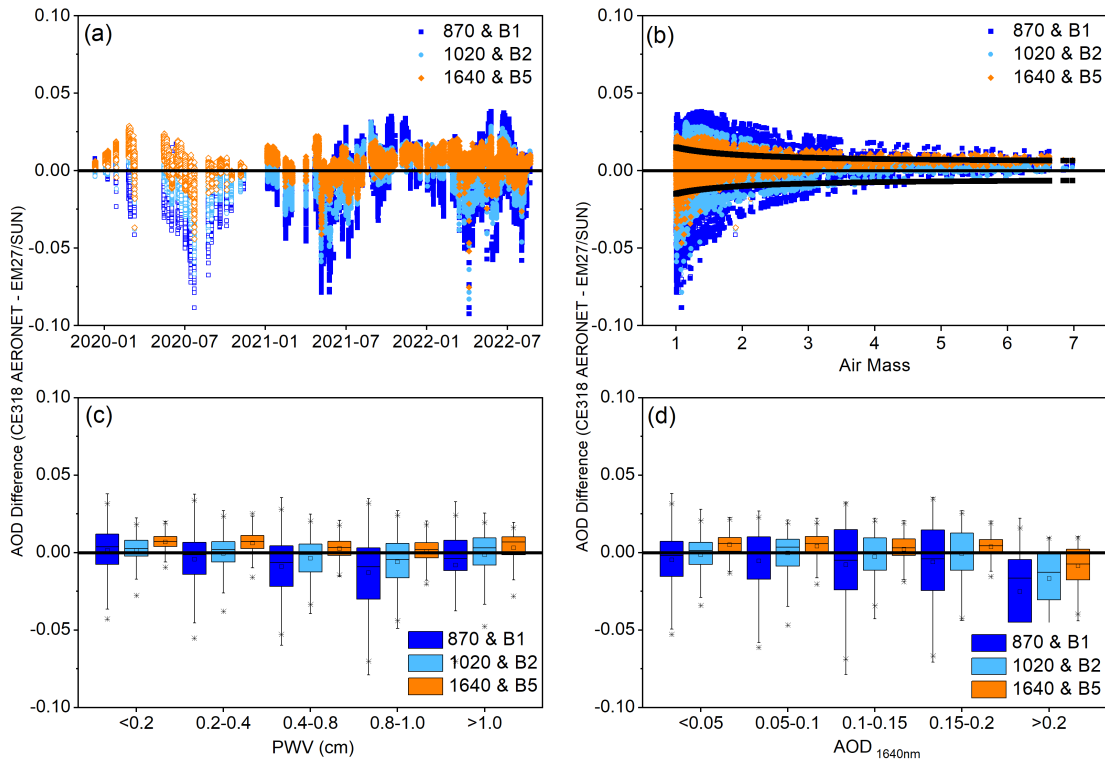 (a)
870 & B1
1020 & B2
1640 & B5
0.10
0.05
0.00
-0.05
-0.10
2020-01
2020-07
2021-01
2021-07
2022-01
2022-07
(b)
870 & B1
1020 & B2
1640 & B5
0.10
0.05
0.00
-0.05
-0.10
1
2
3
4
5
6
7
Air Mass
AOD Difference (CE318 AERONET - EM27/SUN)
AOD Difference (CE318 AERONET - EM27/SUN)
(c)
0.10
0.05
0.00
-0.05
-0.10
870 & B1
1020 & B2
1640 & B5
<0.2
0.2-0.4
0.4-0.8
0.8-1.0
>1.0
PWV (cm)
(d)
0.10
0.05
0.00
-0.05
-0.10
870 & B1
1020 & B2
1640 & B5
<0.05
0.05-0.1
0.1-0.15
0.15-0.2
>0.2
AOD 1640nm